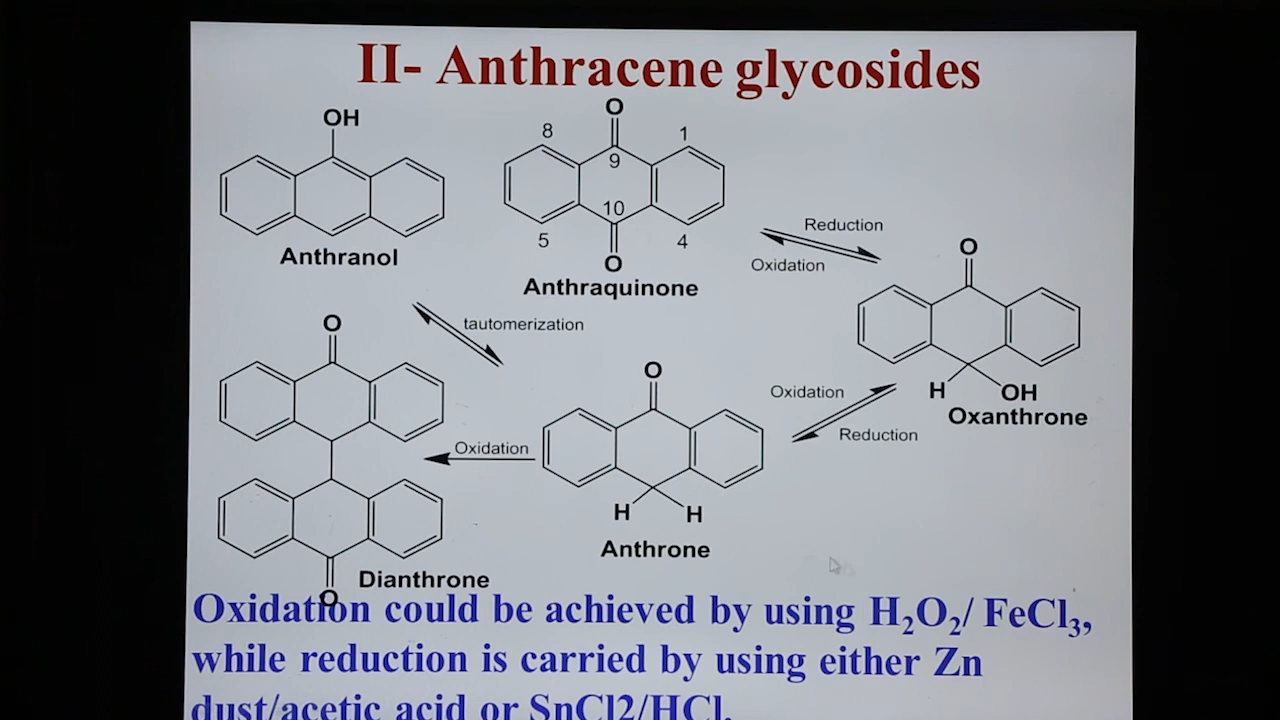 II- Anthracene glycosides
OH
Anthranol
O
8
1
9
10
5
4
O
Anthraquinone
Reduction
Oxidation
O
H
OH
Oxanthrone
tautomerization
O
Oxidation
Reduction
O
Oxidation
H
H
Anthrone
O
Dianthrone
Oxidation could be achieved by using H₂O₂/ FeCl₃,
while reduction is carried by using either Zn
dust/acetic acid or SnCl2/HCl.